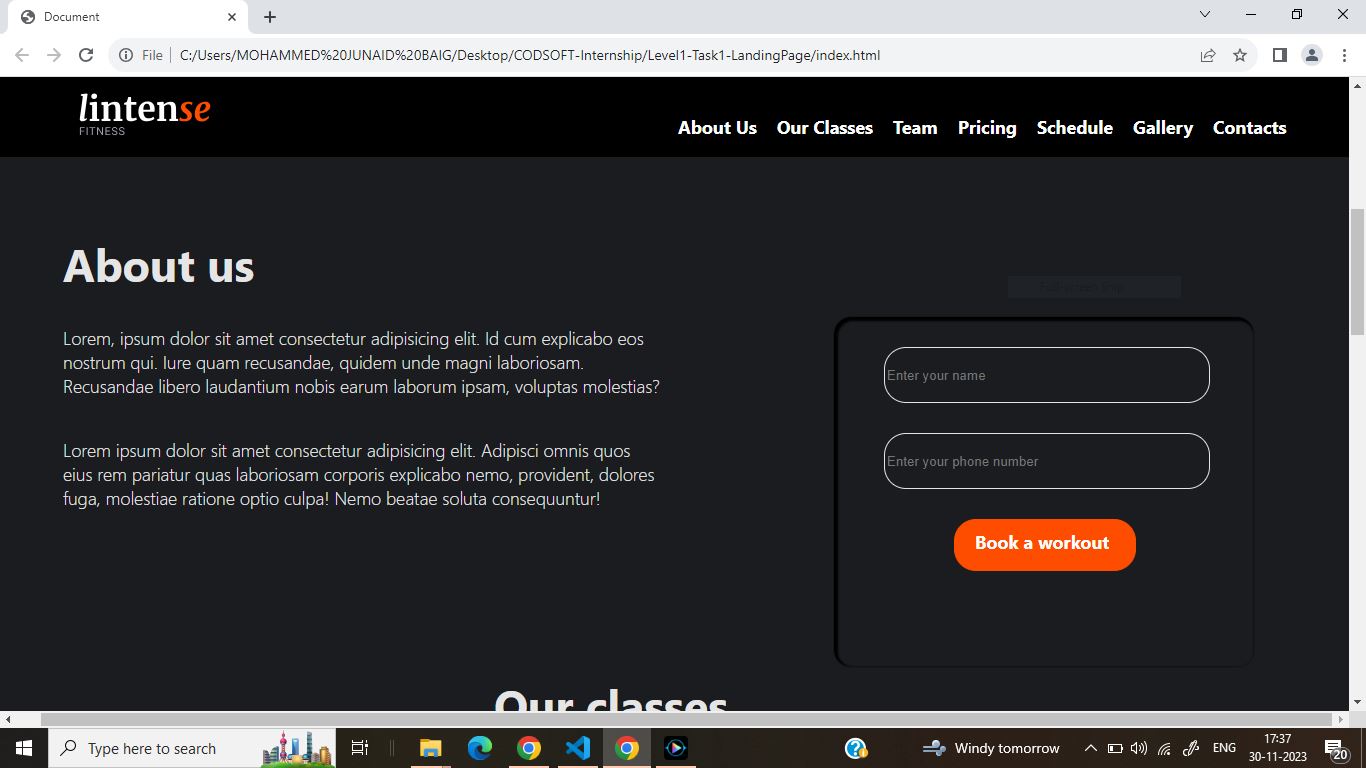 Document
File
C:/Users/MOHAMMED%20JUNAID%20BAIG/Desktop/CODSOFT-Internship/Level1-Task1-LandingPage/index.html
lintense
FITNESS
About Us Our Classes Team Pricing Schedule Gallery Contacts
About us
Lorem, ipsum dolor sit amet consectetur adipisicing elit. Id cum explicabo eos
nostrum qui. Iure quam recusandae, quidem unde magni laboriosam.
Recusandae libero laudantium nobis earum laborum ipsam, voluptas molestias?
Lorem ipsum dolor sit amet consectetur adipisicing elit. Adipisci omnis quos
eius rem pariatur quas laboriosam corporis explicabo nemo, provident, dolores
fuga, molestiae ratione optio culpa! Nemo beatae soluta consequuntur!
Full-screen Snip
Enter your name
Enter your phone number
Book a workout
Our classes
Type here to search
Windy tomorrow
ENG
17:37
30-11-2023
20